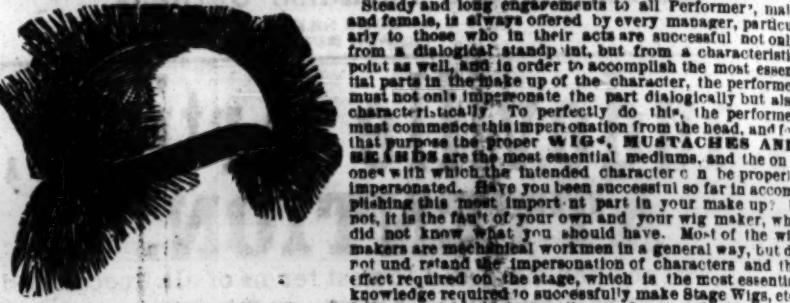 Steady and long engagements to all Performer', mal
and female, is always offered by every manager, particu
arly to those who in their acts are successful not onl
from a dialogical standp int, but from a characteristi
point as well, and in order to accomplish the most essen
tial parts in the make up of the character, the performe
must not only impersonate the part dialogically but als
characteristically. To perfectly do this, the performe
must commence this impersonation from the head, and f
that purpose the proper WIGS, MUSTACHES AN
BEARDS are the most essential mediums, and the on
ones with which the intended character c n be properl
impersonated. Have you been successful so far in accom
plishing this most import nt part in your make up?
not, it is the fau't of your own and your wig maker, wh
did not know what you should have. Most of the wi
makers are mechanical workmen in a general way, but d
not und rstand the impersonation of characters and th
effect required on the stage, which is the most essenti
knowledge required to successfully make Stage Wigs, et